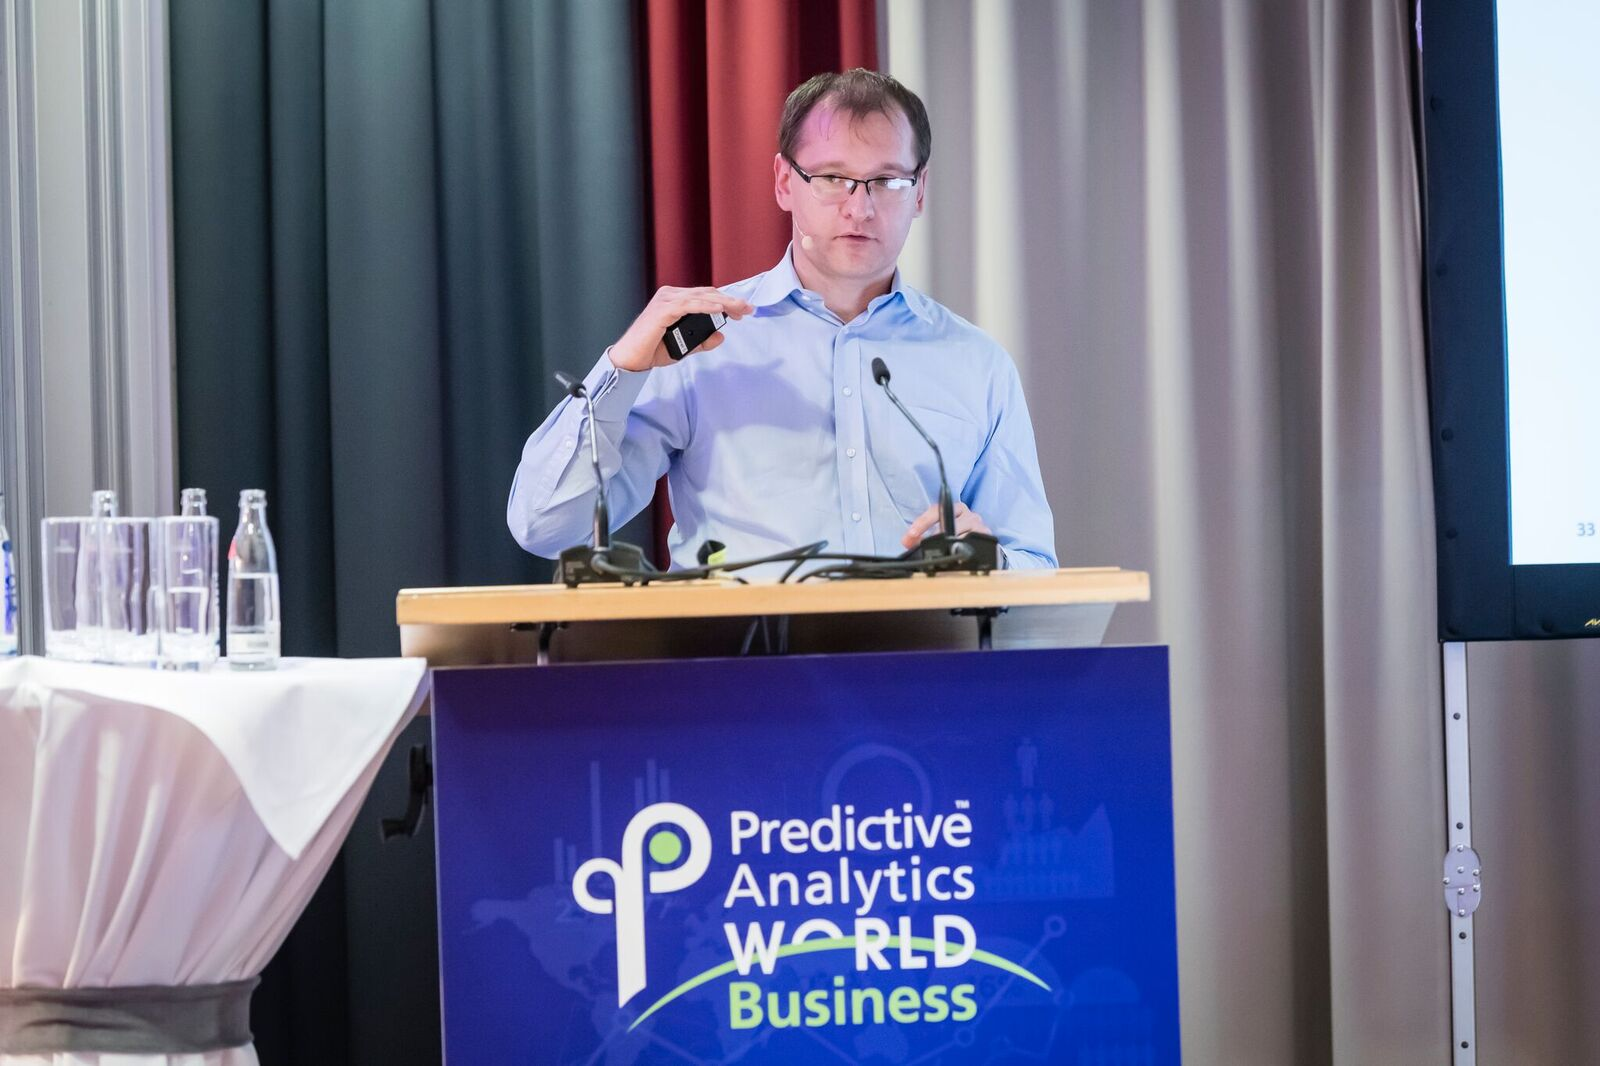 33
Predictive™
Analytics
WORLD
Business